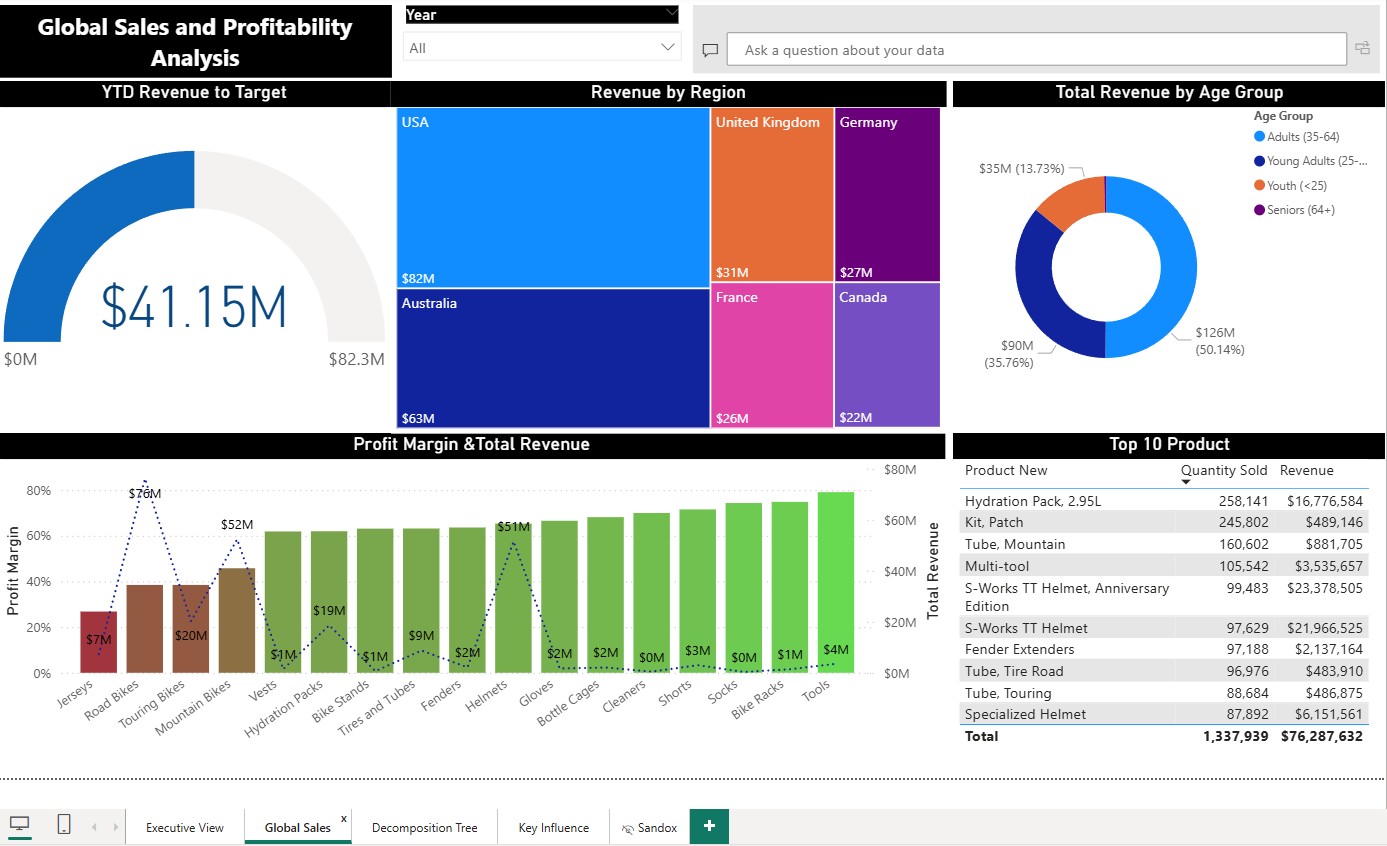 Global Sales and Profitability
Analysis
Year
All
Ask a question about your data
YTD Revenue to Target
$41.15M
$0M
$82.3M
Revenue by Region
USA
$82M
Australia
$63M
United Kingdom
$31M
Germany
$27M
France
$26M
Canada
$22M
Total Revenue by Age Group
Age Group
Adults (35-64)
Young Adults (25-...
Youth (<25)
Seniors (64+)
$35M (13.73%)
$90M
(35.76%)
$126M
(50.14%)
Profit Margin &Total Revenue
Profit Margin
80%
60%
40%
20%
0%
$7M
$76M
$20M
$52M
$1M
$19M
$1M
$9M
$2M
$51M
$2M
$2M
$0M
$3M
$0M
$1M
$4M
$80M
$60M
$40M
$20M
$0M
Total Revenue
Jerseys
Road Bikes
Touring Bikes
Mountain Bikes
Vests
Hydration Packs
Bike Stands
Tires and Tubes
Fenders
Helmets
Gloves
Bottle Cages
Cleaners
Shorts
Socks
Bike Racks
Tools
Top 10 Product
Product New Quantity Sold Revenue
Hydration Pack, 2.95L 258,141 $16,776,584
Kit, Patch 245,802 $489,146
Tube, Mountain 160,602 $881,705
Multi-tool 105,542 $3,535,657
S-Works TT Helmet, Anniversary 99,483 $23,378,505
Edition
S-Works TT Helmet 97,629 $21,966,525
Fender Extenders 97,188 $2,137,164
Tube, Tire Road 96,976 $483,910
Tube, Touring 88,684 $486,875
Specialized Helmet 87,892 $6,151,561
Total 1,337,939 $76,287,632
Executive View
Global Sales
x
Decomposition Tree
Key Influence
Sandox
+